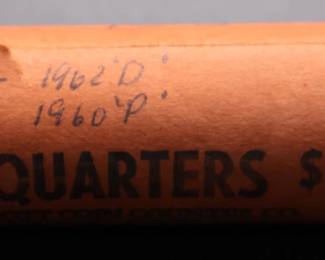 - 1962 'D'
1960 'P'
QUARTERS $